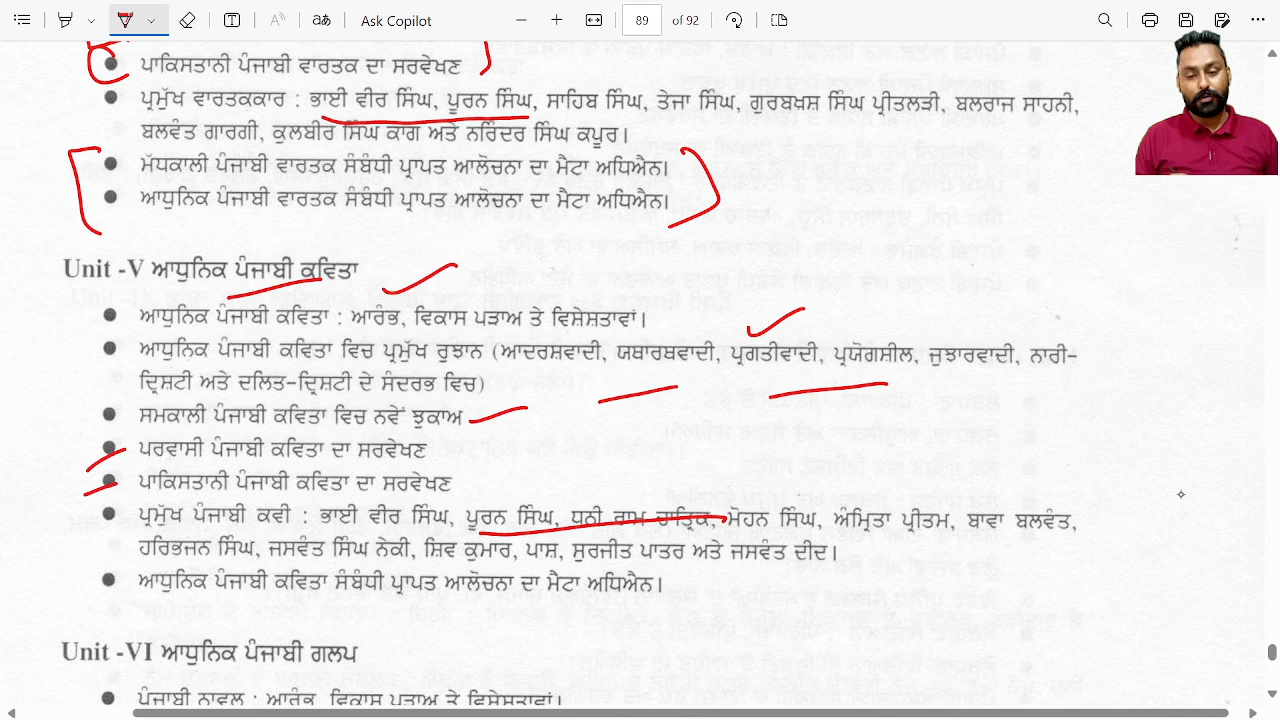 Ask Copilot
89 of 92
ਪਾਕਿਸਤਾਨੀ ਪੰਜਾਬੀ ਵਾਰਤਕ ਦਾ ਸਰਵੇਖਣ
ਪ੍ਰਮੁੱਖ ਵਾਰਤਕਕਾਰ : ਭਾਈ ਵੀਰ ਸਿੰਘ, ਪੂਰਨ ਸਿੰਘ, ਸਾਹਿਬ ਸਿੰਘ, ਤੇਜਾ ਸਿੰਘ, ਗੁਰਬਖਸ਼ ਸਿੰਘ ਪ੍ਰੀਤਲੜੀ, ਬਲਰਾਜ ਸਾਹਨੀ,
ਬਲਵੰਤ ਗਾਰਗੀ, ਕੁਲਬੀਰ ਸਿੰਘ ਕਾਂਗ ਅਤੇ ਨਰਿੰਦਰ ਸਿੰਘ ਕਪੂਰ।
ਮੱਧਕਾਲੀ ਪੰਜਾਬੀ ਵਾਰਤਕ ਸੰਬੰਧੀ ਪ੍ਰਾਪਤ ਆਲੋਚਨਾ ਦਾ ਮੈਟਾ ਅਧਿਐਨ।
ਆਧੁਨਿਕ ਪੰਜਾਬੀ ਵਾਰਤਕ ਸੰਬੰਧੀ ਪ੍ਰਾਪਤ ਆਲੋਚਨਾ ਦਾ ਮੈਟਾ ਅਧਿਐਨ।
Unit -V ਆਧੁਨਿਕ ਪੰਜਾਬੀ ਕਵਿਤਾ
ਆਧੁਨਿਕ ਪੰਜਾਬੀ ਕਵਿਤਾ : ਆਰੰਭ, ਵਿਕਾਸ ਪੜਾਅ ਤੇ ਵਿਸ਼ੇਸ਼ਤਾਵਾਂ।
ਆਧੁਨਿਕ ਪੰਜਾਬੀ ਕਵਿਤਾ ਵਿਚ ਪ੍ਰਮੁੱਖ ਰੁਝਾਨ (ਆਦਰਸ਼ਵਾਦੀ, ਯਥਾਰਥਵਾਦੀ, ਪ੍ਰਗਤੀਵਾਦੀ, ਪ੍ਰਯੋਗਸ਼ੀਲ, ਜੁਝਾਰਵਾਦੀ, ਨਾਰੀ-
ਦ੍ਰਿਸ਼ਟੀ ਅਤੇ ਦਲਿਤ-ਦ੍ਰਿਸ਼ਟੀ ਦੇ ਸੰਦਰਭ ਵਿਚ)
ਸਮਕਾਲੀ ਪੰਜਾਬੀ ਕਵਿਤਾ ਵਿਚ ਨਵੇਂ ਝੁਕਾਅ
ਪਰਵਾਸੀ ਪੰਜਾਬੀ ਕਵਿਤਾ ਦਾ ਸਰਵੇਖਣ
ਪਾਕਿਸਤਾਨੀ ਪੰਜਾਬੀ ਕਵਿਤਾ ਦਾ ਸਰਵੇਖਣ
ਪ੍ਰਮੁੱਖ ਪੰਜਾਬੀ ਕਵੀ : ਭਾਈ ਵੀਰ ਸਿੰਘ, ਪੂਰਨ ਸਿੰਘ, ਧਨੀ ਰਾਮ ਚਾਤ੍ਰਿਕ, ਮੋਹਨ ਸਿੰਘ, ਅੰਮ੍ਰਿਤਾ ਪ੍ਰੀਤਮ, ਬਾਵਾ ਬਲਵੰਤ,
ਹਰਿਭਜਨ ਸਿੰਘ, ਜਸਵੰਤ ਸਿੰਘ ਨੇਕੀ, ਸ਼ਿਵ ਕੁਮਾਰ, ਪਾਸ਼, ਸੁਰਜੀਤ ਪਾਤਰ ਅਤੇ ਜਸਵੰਤ ਦੀਦ।
ਆਧੁਨਿਕ ਪੰਜਾਬੀ ਕਵਿਤਾ ਸੰਬੰਧੀ ਪ੍ਰਾਪਤ ਆਲੋਚਨਾ ਦਾ ਮੈਟਾ ਅਧਿਐਨ।
Unit -VI ਆਧੁਨਿਕ ਪੰਜਾਬੀ ਗਲਪ
ਪੰਜਾਬੀ ਨਾਵਲ : ਆਰੰਭ, ਵਿਕਾਸ ਪੜਾਅ ਤੇ ਵਿਸ਼ੇਸ਼ਤਾਵਾਂ।